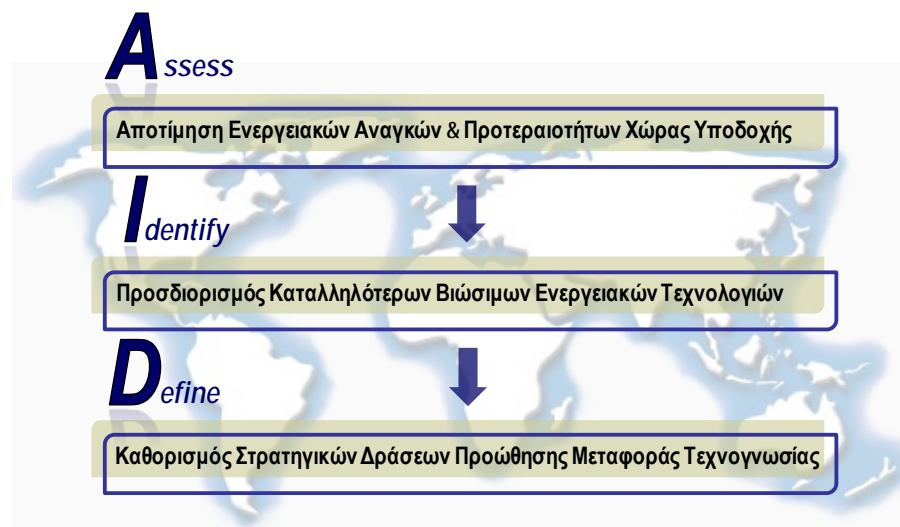 Assess
Αποτίμηση Ενεργειακών Αναγκών & Προτεραιοτήτων Χώρας Υποδοχής
Identify
Προσδιορισμός Καταλληλότερων Βιώσιμων Ενεργειακών Τεχνολογιών
Define
Καθορισμός Στρατηγικών Δράσεων Προώθησης Μεταφοράς Τεχνογνωσίας